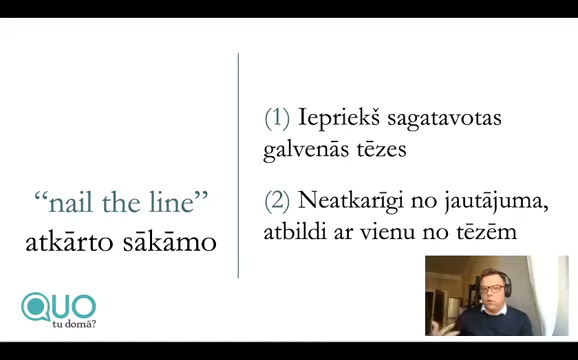 “nail the line”
atkārto sākāmo
(1) Iepriekš sagatavotas
galvenās tēzes
(2) Neatkarīgi no jautājuma,
atbildi ar vienu no tēzēm
QUO
tu domā?